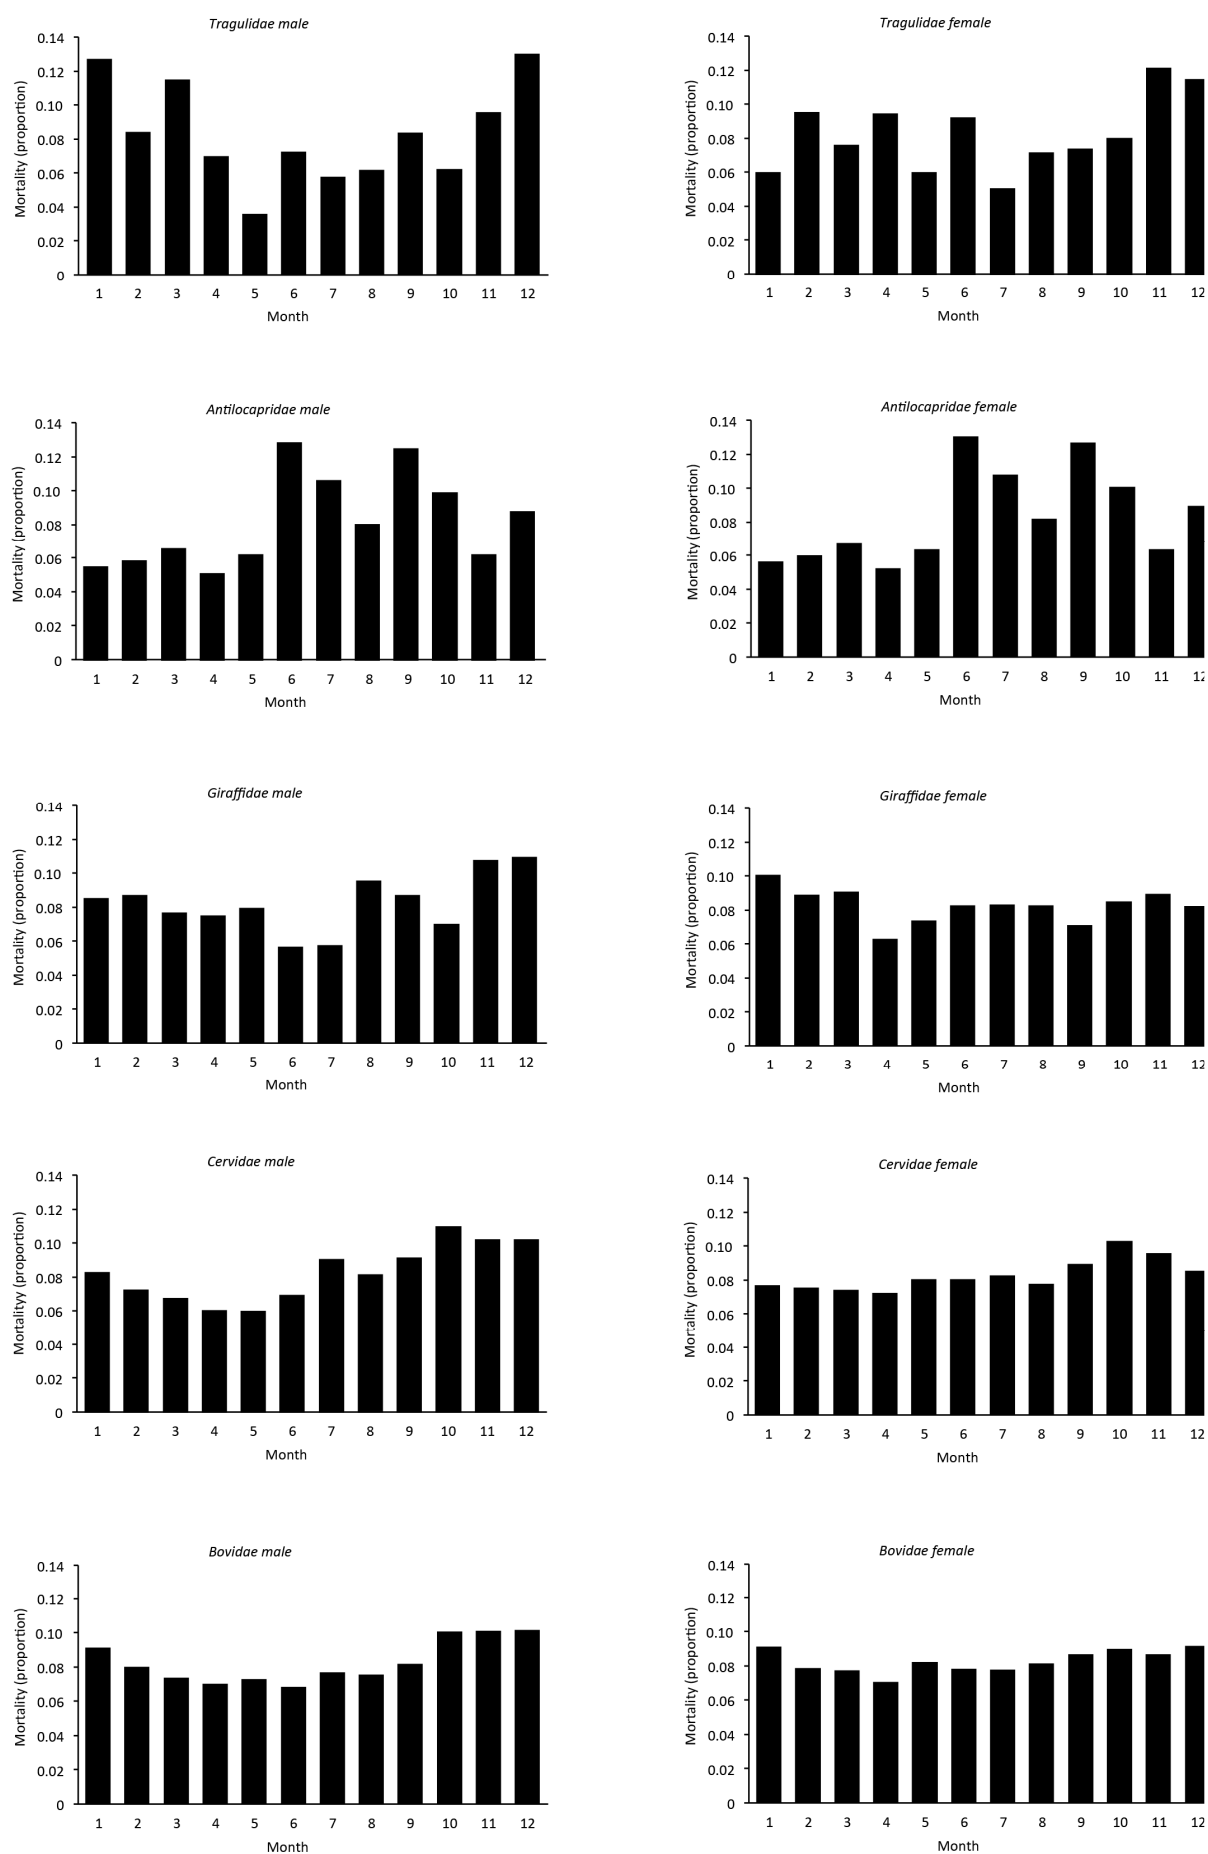 Tragulidae male
Mortality (proportion)
0.14
0.12
0.10
0.08
0.06
0.04
0.02
0
1 2 3 4 5 6 7 8 9 10 11 12
Month
Tragulidae female
Mortality (proportion)
0.14
0.12
0.10
0.08
0.06
0.04
0.02
0
1 2 3 4 5 6 7 8 9 10 11 12
Month
Antilocapridae male
Mortality (proportion)
0.14
0.12
0.10
0.08
0.06
0.04
0.02
0
1 2 3 4 5 6 7 8 9 10 11 12
Month
Antilocapridae female
Mortality (proportion)
0.14
0.12
0.10
0.08
0.06
0.04
0.02
0
1 2 3 4 5 6 7 8 9 10 11 12
Month
Giraffidae male
Mortality (proportion)
0.14
0.12
0.10
0.08
0.06
0.04
0.02
0
1 2 3 4 5 6 7 8 9 10 11 12
Month
Giraffidae female
Mortality (proportion)
0.14
0.12
0.10
0.08
0.06
0.04
0.02
0
1 2 3 4 5 6 7 8 9 10 11 12
Month
Cervidae male
Mortalityy (proportion)
0.14
0.12
0.10
0.08
0.06
0.04
0.02
0
1 2 3 4 5 6 7 8 9 10 11 12
Month
Cervidae female
Mortality (proportion)
0.14
0.12
0.10
0.08
0.06
0.04
0.02
0
1 2 3 4 5 6 7 8 9 10 11 12
Month
Bovidae male
Mortality (proportion)
0.14
0.12
0.10
0.08
0.06
0.04
0.02
0
1 2 3 4 5 6 7 8 9 10 11 12
Month
Bovidae female
Mortality (proportion)
0.14
0.12
0.10
0.08
0.06
0.04
0.02
0
1 2 3 4 5 6 7 8 9 10 11 12
Month